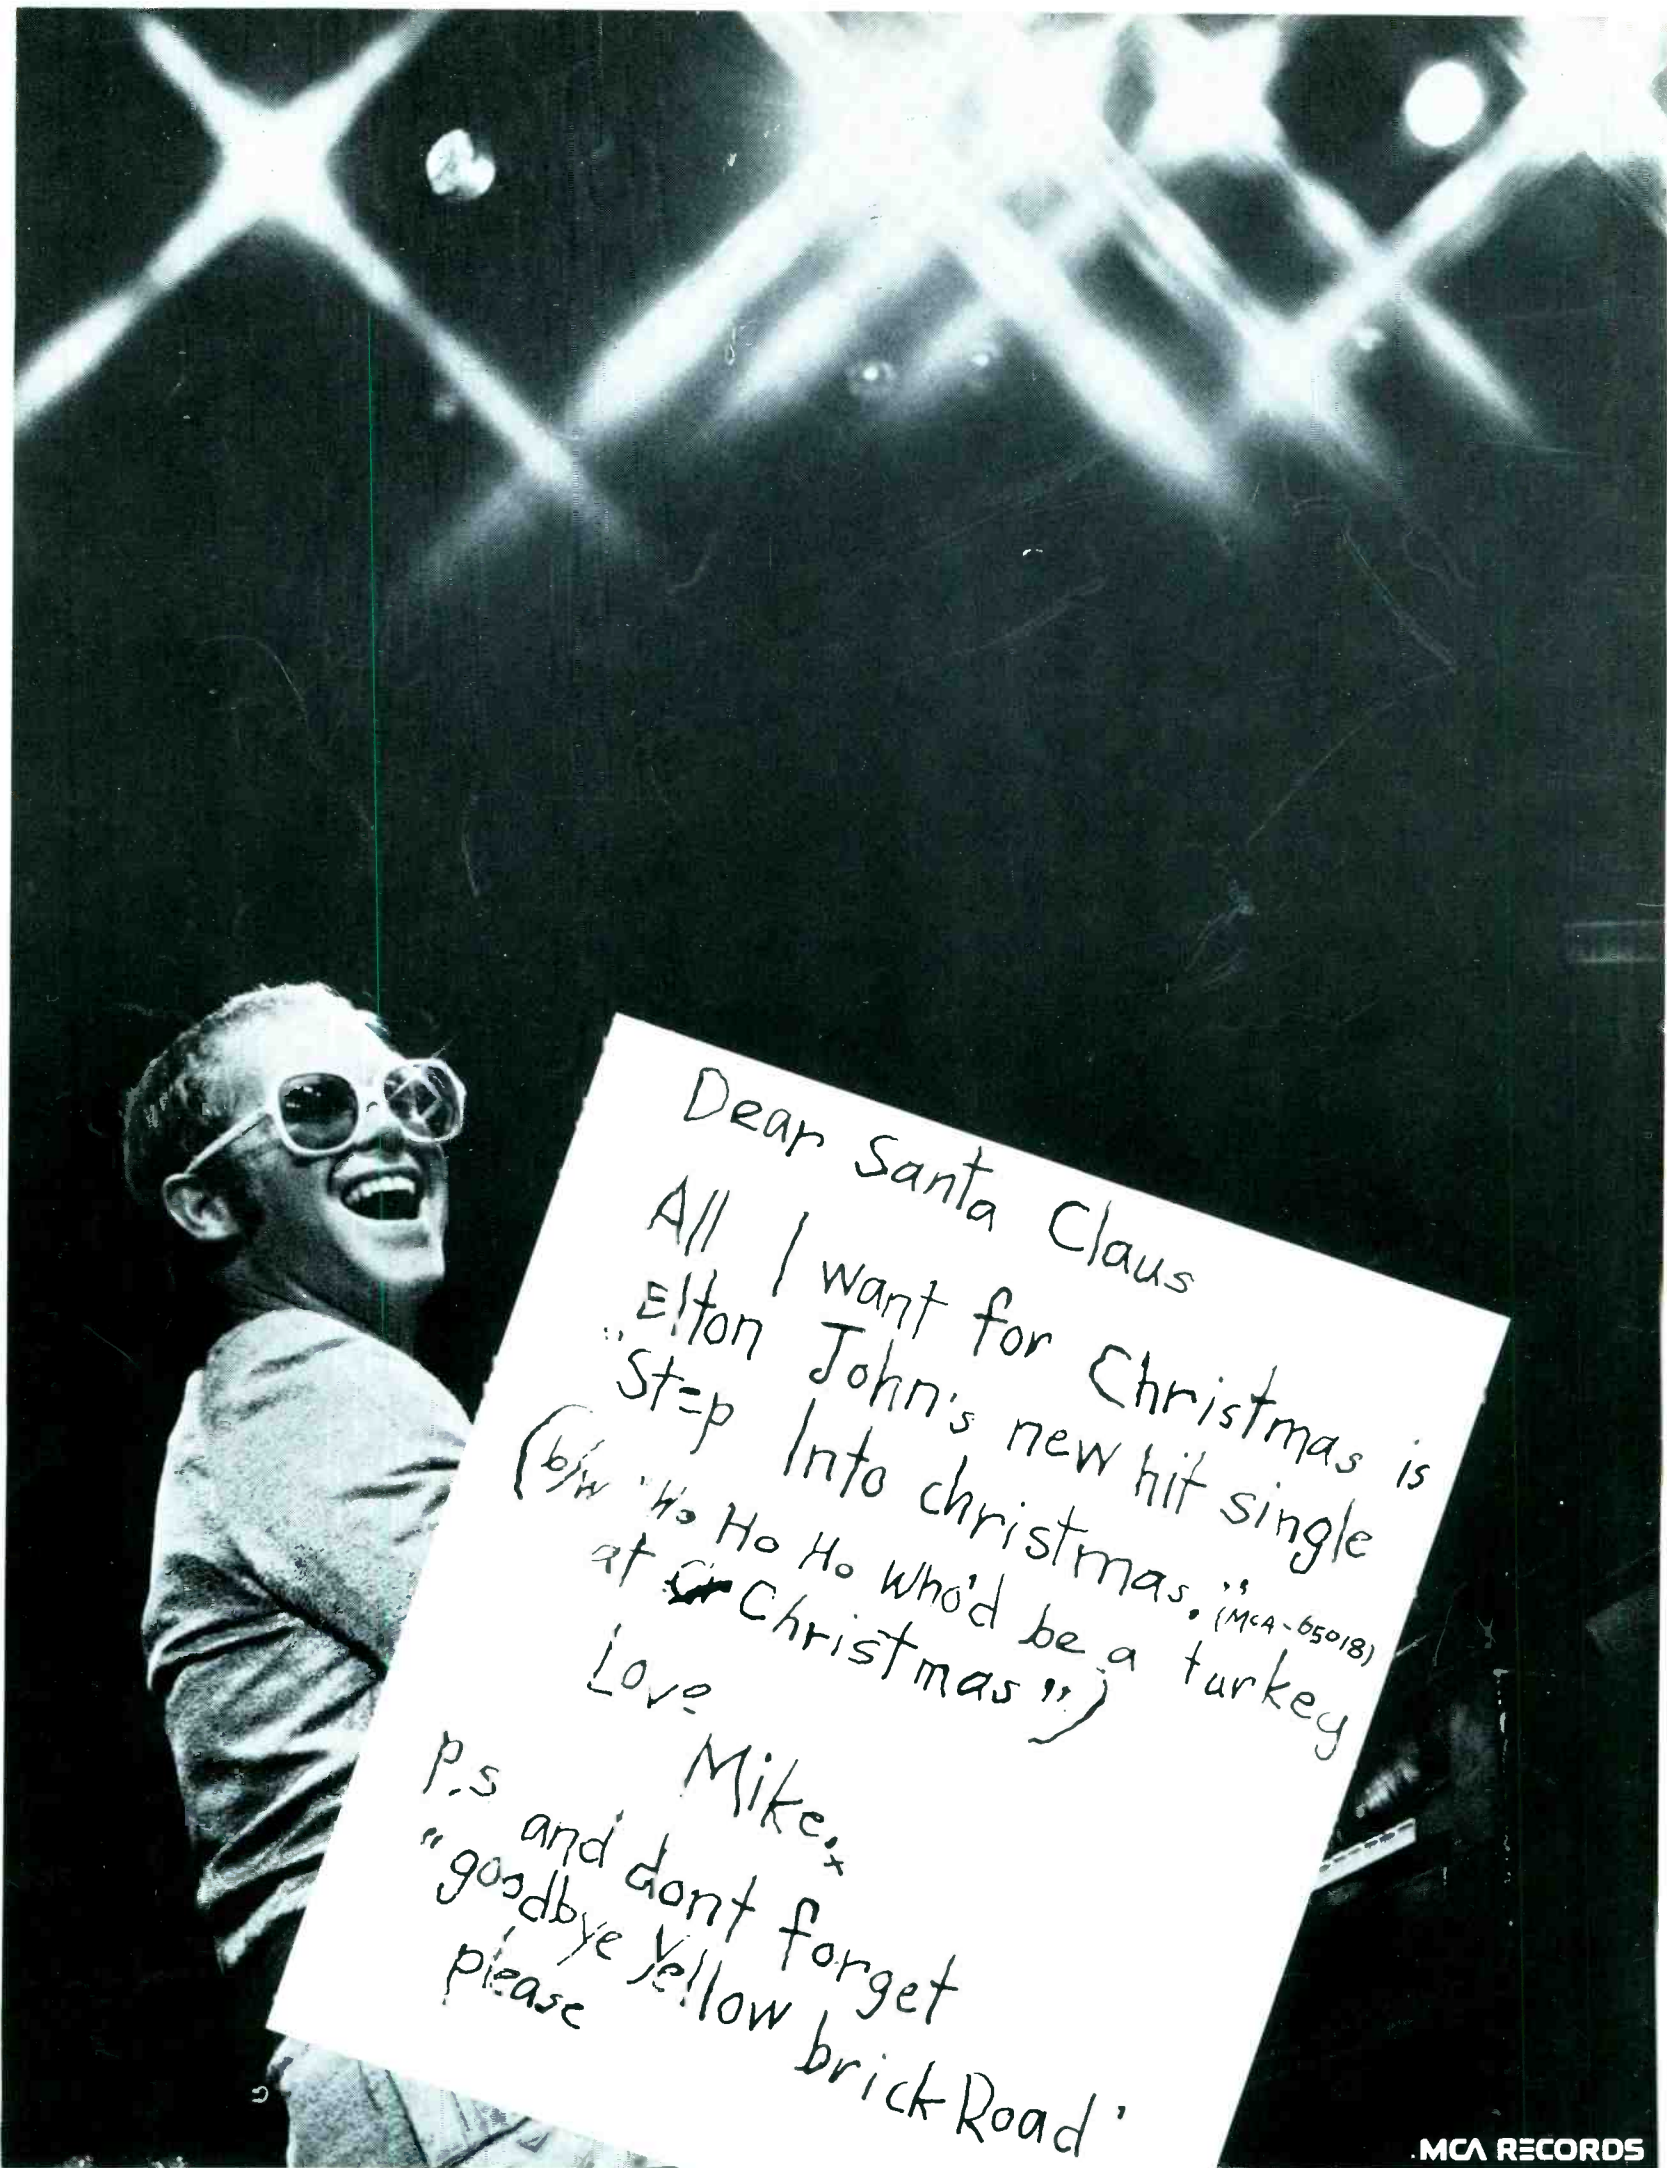 Dear Santa Claus
All I want for Christmas is
Elton John's new hit single
"Step Into christmas." (MCA-65018)
(b/w "Ho Ho Ho Who'd be a turkey
at Christmas")
Love
Mike.x
P.s and dont forget
"goodbye yellow brick Road'
please
MCA RECORDS